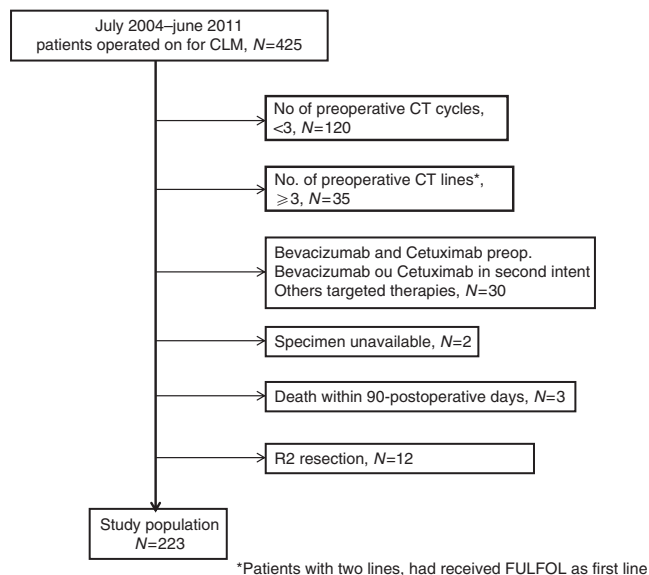 July 2004–june 2011
patients operated on for CLM, N=425
No of preoperative CT cycles,
<3, N=120
No. of preoperative CT lines*,
⩾3, N=35
Bevacizumab and Cetuximab preop.
Bevacizumab ou Cetuximab in second intent
Others targeted therapies, N=30
Specimen unavailable, N=2
Death within 90-postoperative days, N=3
R2 resection, N=12
Study population
N=223
*Patients with two lines, had received FULFOL as first line